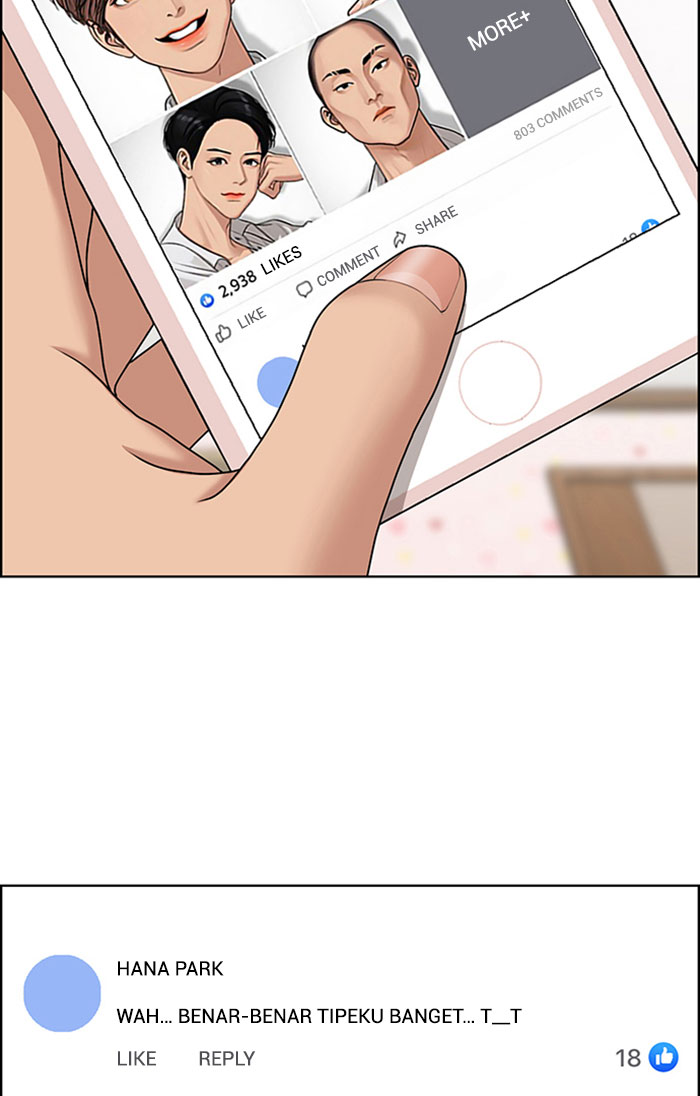 MORE+
803 COMMENTS
2,938 LIKES
LIKE COMMENT SHARE
18
HANA PARK
WAH... BENAR-BENAR TIPEKU BANGET... T__T
LIKE REPLY 18